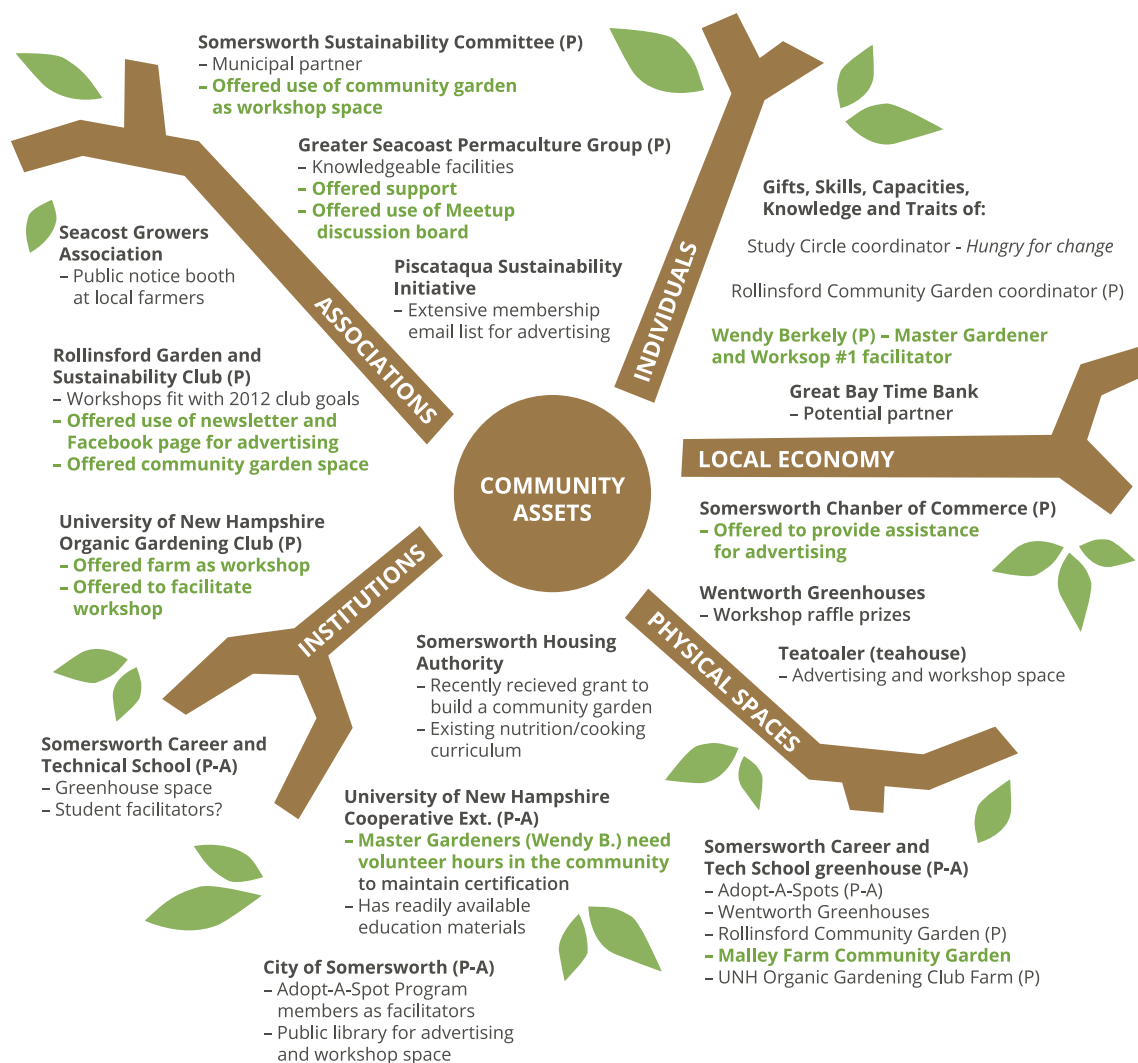 Somersworth Sustainability Committee (P)
– Municipal partner
– Offered use of community garden
as workshop space
Greater Seacoast Permaculture Group (P)
– Knowledgeable facilities
– Offered support
– Offered use of Meetup
discussion board
Seacost Growers
Association
– Public notice booth
at local farmers
Piscataqua Sustainability
Initiative
– Extensive membership
email list for advertising
Rollinsford Garden and
Sustainability Club (P)
– Workshops fit with 2012 club goals
– Offered use of newsletter and
Facebook page for advertising
– Offered community garden space
ASSOCIATIONS
INDIVIDUALS
Gifts, Skills, Capacities,
Knowledge and Traits of:
Study Circle coordinator - Hungry for change
Rollinsford Community Garden coordinator (P)
Wendy Berkely (P) – Master Gardener
and Worksop #1 facilitator
Great Bay Time Bank
– Potential partner
LOCAL ECONOMY
COMMUNITY
ASSETS
Somersworth Chanber of Commerce (P)
– Offered to provide assistance
for advertising
Wentworth Greenhouses
– Workshop raffle prizes
Teatoaler (teahouse)
– Advertising and workshop space
PHYSICAL SPACES
Somersworth Career and
Tech School greenhouse (P-A)
– Adopt-A-Spots (P-A)
– Wentworth Greenhouses
– Rollinsford Community Garden (P)
– Malley Farm Community Garden
– UNH Organic Gardening Club Farm (P)
University of New Hampshire
Organic Gardening Club (P)
– Offered farm as workshop
– Offered to facilitate
workshop
INSTITUTIONS
Somersworth Housing
Authority
– Recently recieved grant to
build a community garden
– Existing nutrition/cooking
curriculum
Somersworth Career and
Technical School (P-A)
– Greenhouse space
– Student facilitators?
University of New Hampshire
Cooperative Ext. (P-A)
– Master Gardeners (Wendy B.) need
volunteer hours in the community
to maintain certification
– Has readily available
education materials
City of Somersworth (P-A)
– Adopt-A-Spot Program
members as facilitators
– Public library for advertising
and workshop space